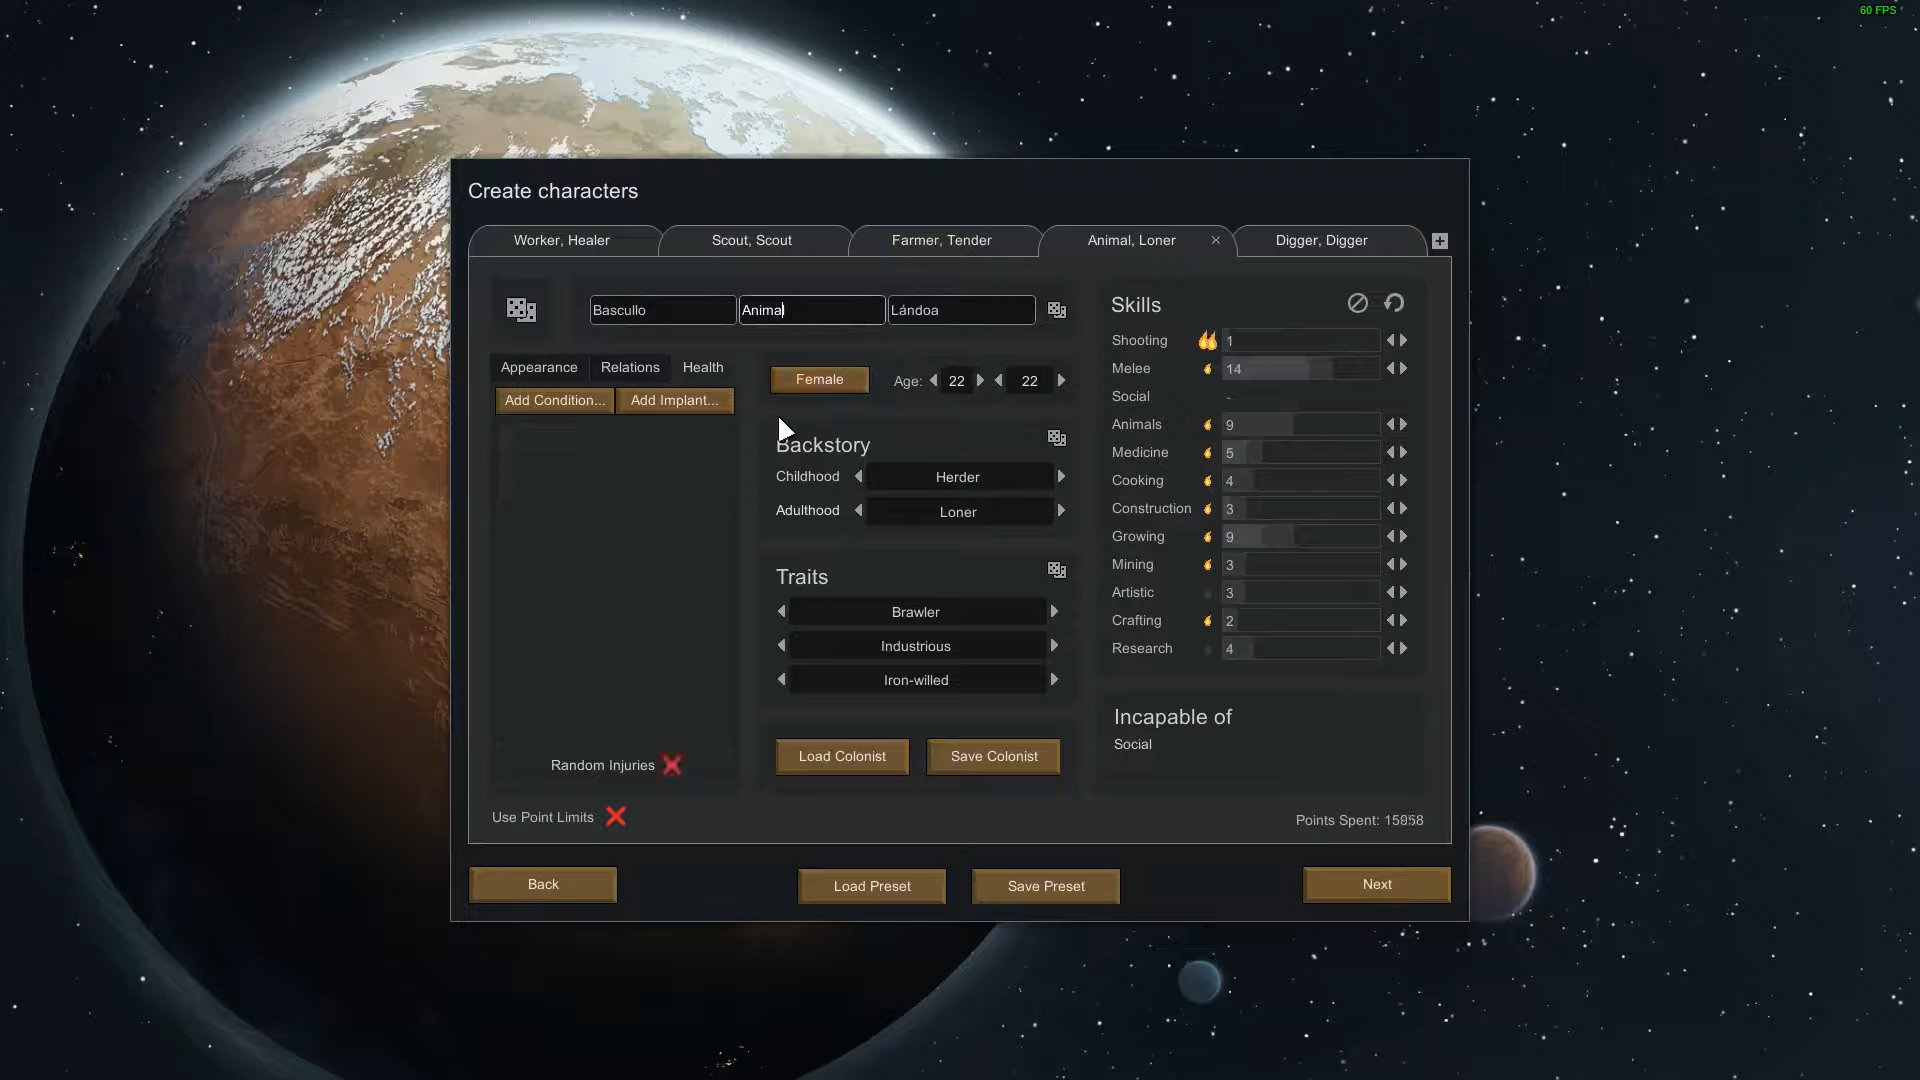 60 FPS
Create characters
Worker, Healer
Scout, Scout
Farmer, Tender
Animal, Loner
Digger, Digger
Bascullo
Animal
Lándoa
Skills
Shooting 1
Melee 14
Social -
Animals 9
Medicine 5
Cooking 4
Construction 3
Growing 9
Mining 3
Artistic 3
Crafting 2
Research 4
Appearance
Relations
Health
Add Condition...
Add Implant...
Female
Age: 22 22
Backstory
Childhood Herder
Adulthood Loner
Traits
Brawler
Industrious
Iron-willed
Load Colonist
Save Colonist
Incapable of
Social
Random Injuries
Use Point Limits
Points Spent:
Back
Load Preset
Save Preset
Next